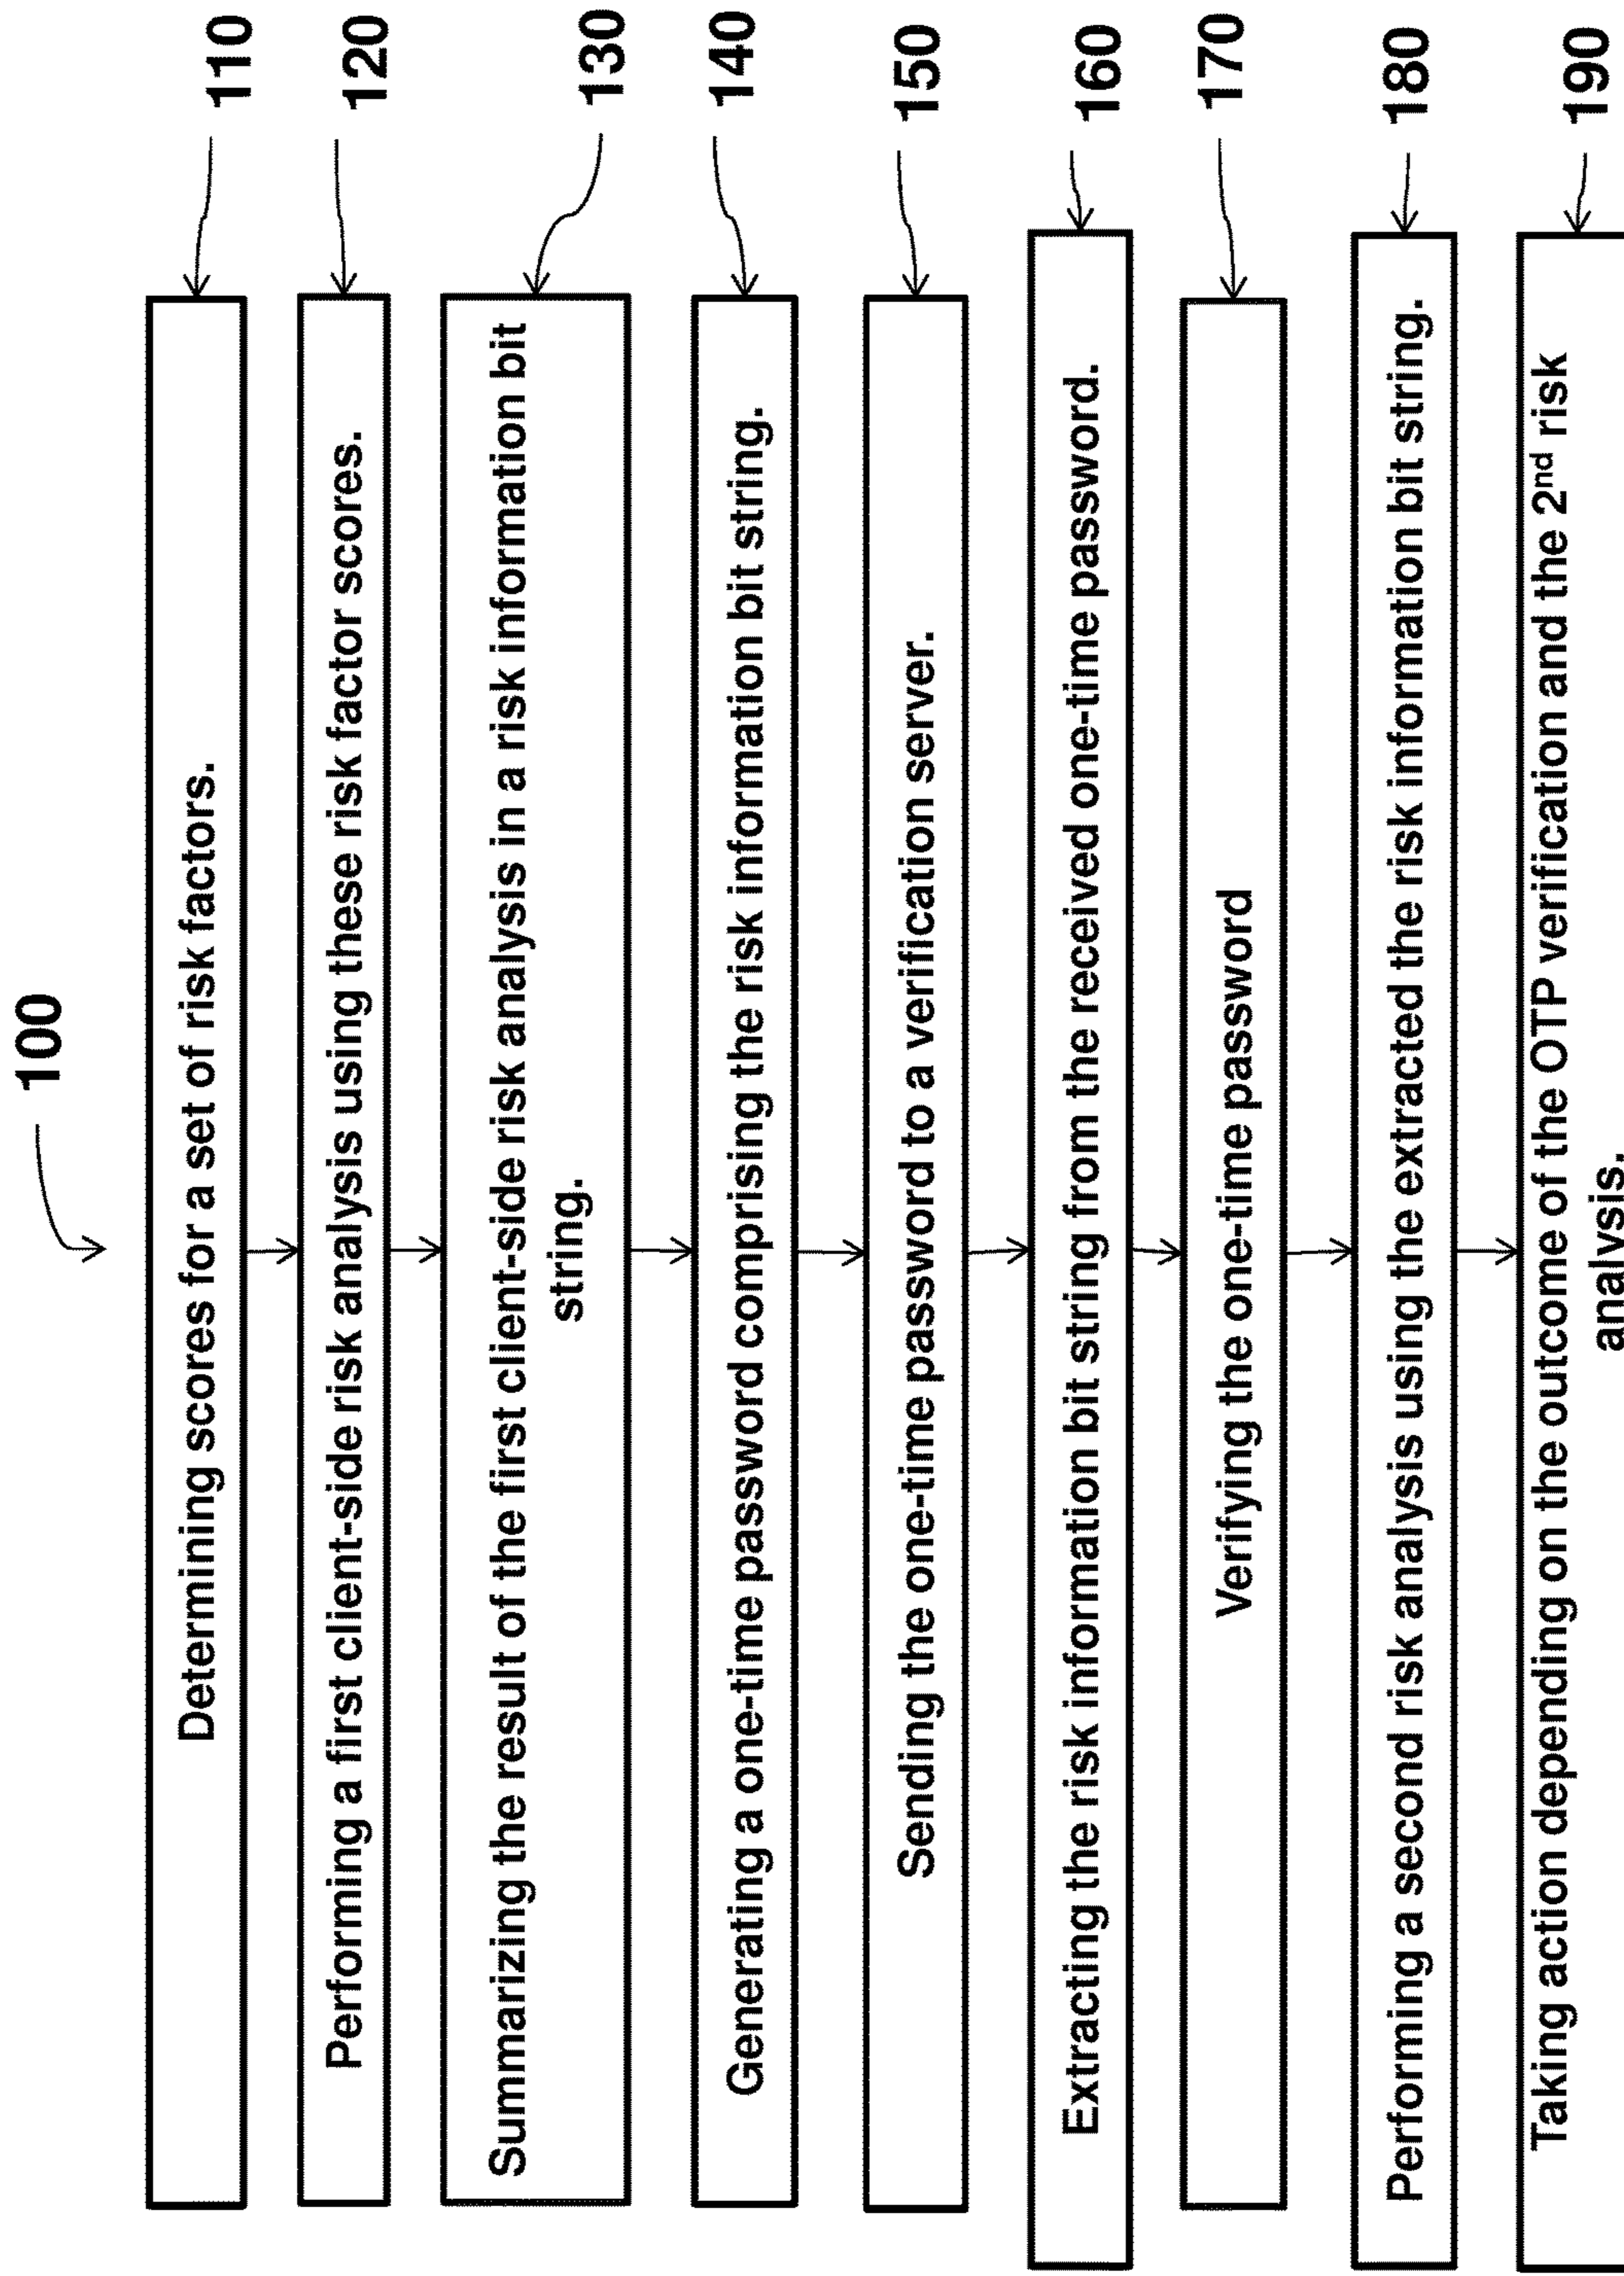 100
Determining scores for a set of risk factors.
110
Performing a first client-side risk analysis using these risk factor scores.
120
Summarizing the result of the first client-side risk analysis in a risk information bit
string.
130
Generating a one-time password comprising the risk information bit string.
140
Sending the one-time password to a verification server.
150
Extracting the risk information bit string from the received one-time password.
160
Verifying the one-time password
170
Performing a second risk analysis using the extracted the risk information bit string.
180
Taking action depending on the outcome of the OTP verification and the 2nd risk
analysis.
190